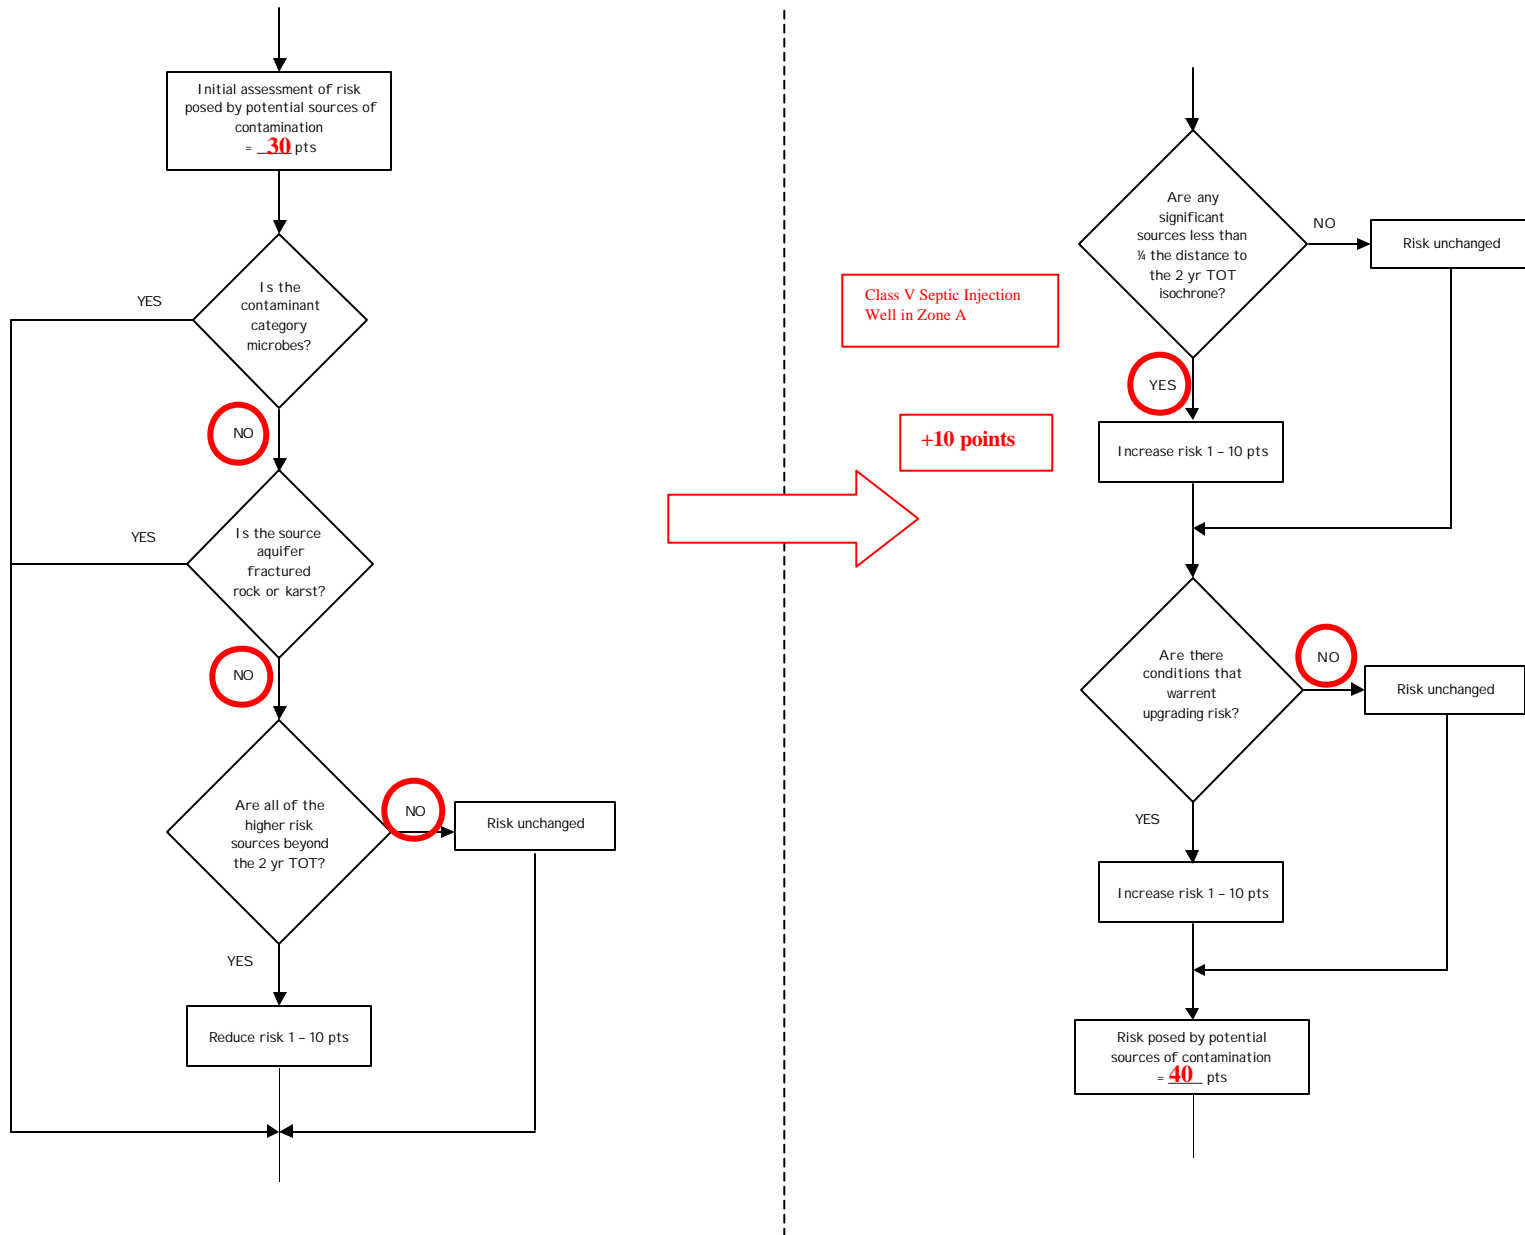 Initial assessment of risk
posed by potential sources of
contamination
= 30 pts
Is the
contaminant
category
microbes?
YES
NO
Is the source
aquifer
fractured
rock or karst?
YES
NO
Are all of the
higher risk
sources beyond
the 2 yr TOT?
NO
Risk unchanged
YES
Reduce risk 1 – 10 pts
Are any
significant
sources less than
¼ the distance to
the 2 yr TOT
isochrone?
NO
Risk unchanged
Class V Septic Injection
Well in Zone A
YES
+10 points
Increase risk 1 – 10 pts
Are there
conditions that
warrent
upgrading risk?
NO
Risk unchanged
YES
Increase risk 1 – 10 pts
Risk posed by potential
sources of contamination
= 40 pts